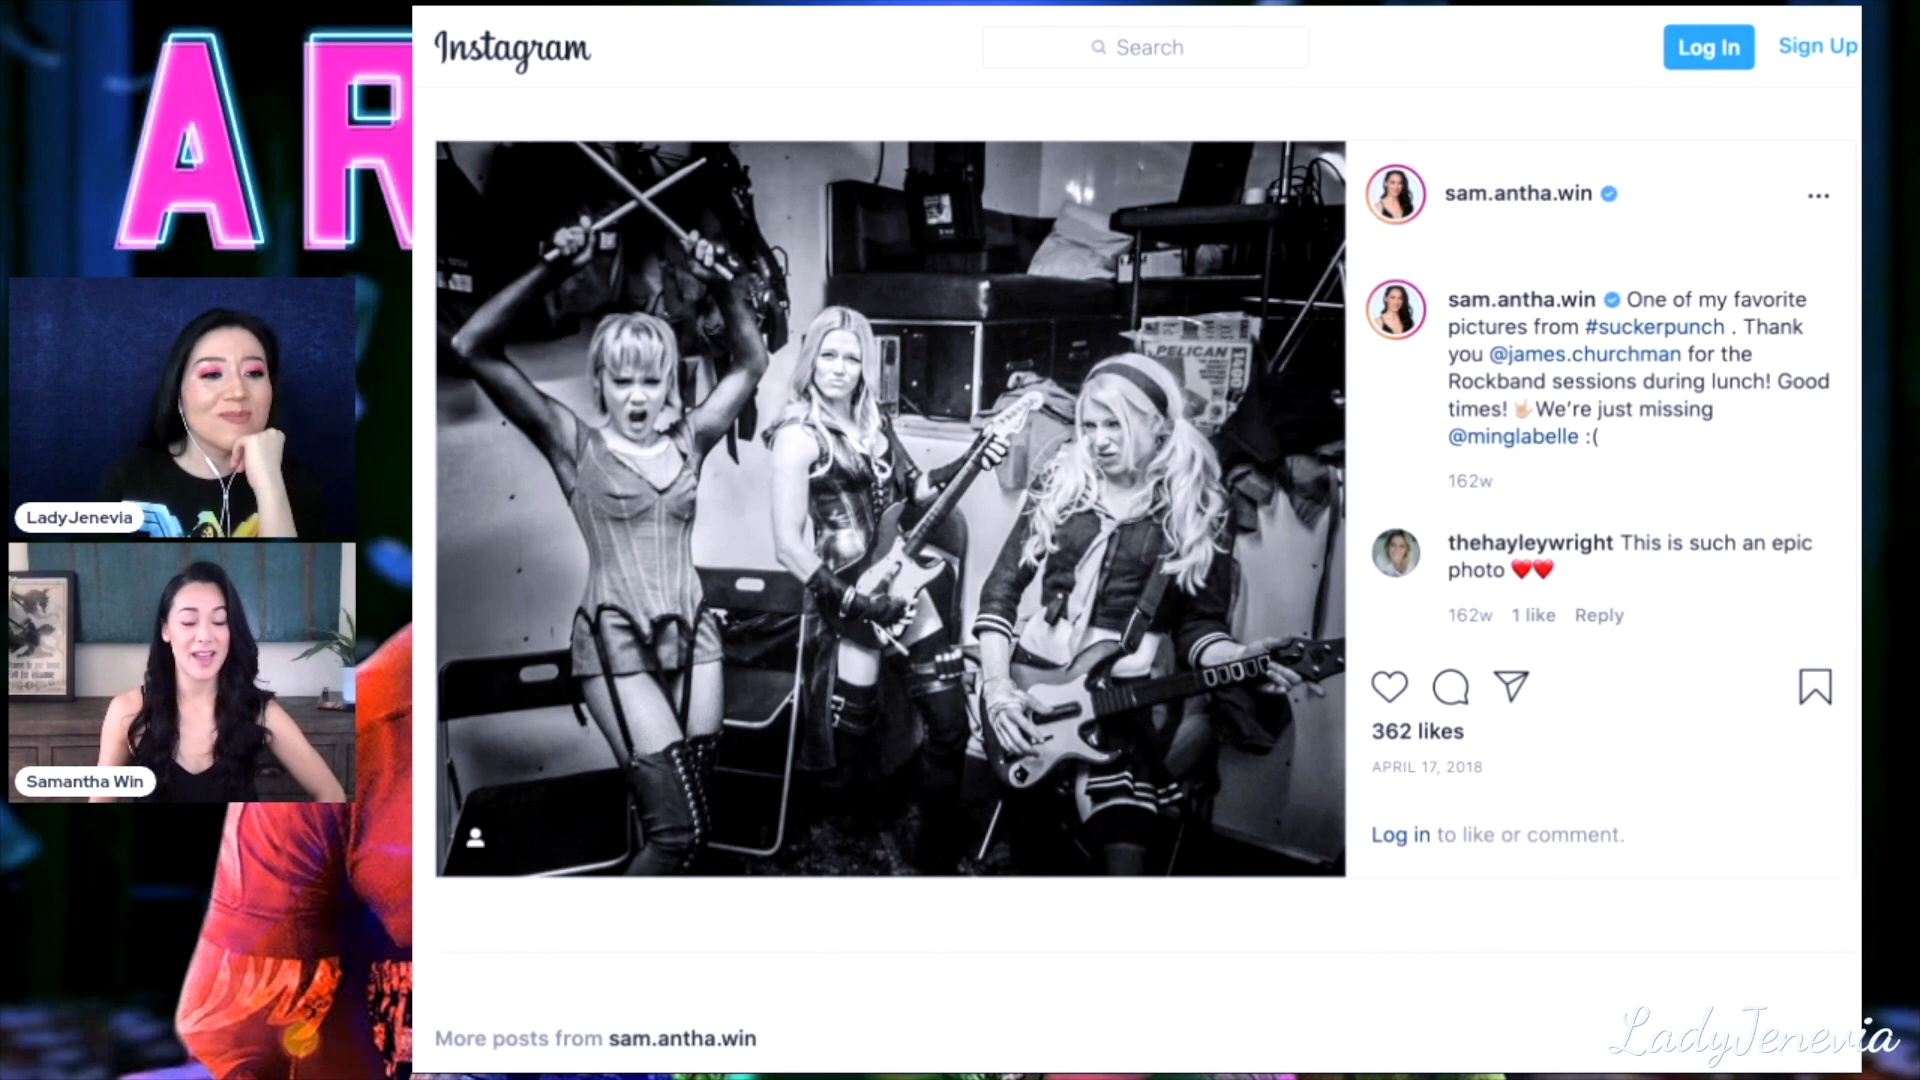 AR
Instagram
Search
Log In
Sign Up
sam.antha.win
sam.antha.win One of my favorite
pictures from #suckerpunch . Thank
you @james.churchman for the
Rockband sessions during lunch! Good
times! 🤟🏼We're just missing
@minglabelle :(
162w
thehayleywright This is such an epic
photo ❤️❤️
162w 1 like Reply
362 likes
APRIL 17, 2018
Log in to like or comment.
PELICAN
LadyJenevia
Samantha Win
More posts from sam.antha.win
LadyJenevia